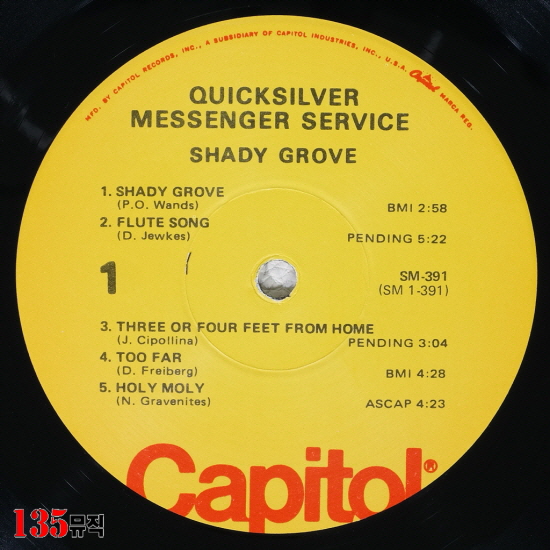 MFD. BY CAPITOL RECORDS, INC., A SUBSIDIARY OF CAPITOL INDUSTRIES, INC., U.S.A. Capitol MARCA REG.
QUICKSILVER
MESSENGER SERVICE
SHADY GROVE
1. SHADY GROVE
(P.O. Wands) BMI 2:58
2. FLUTE SONG
(D. Jewkes) PENDING 5:22
1
SM-391
(SM 1-391)
3. THREE OR FOUR FEET FROM HOME
(J. Cipollina) PENDING 3:04
4. TOO FAR
(D. Freiberg) BMI 4:28
5. HOLY MOLY
(N. Gravenites) ASCAP 4:23
Capitol®
135뮤직